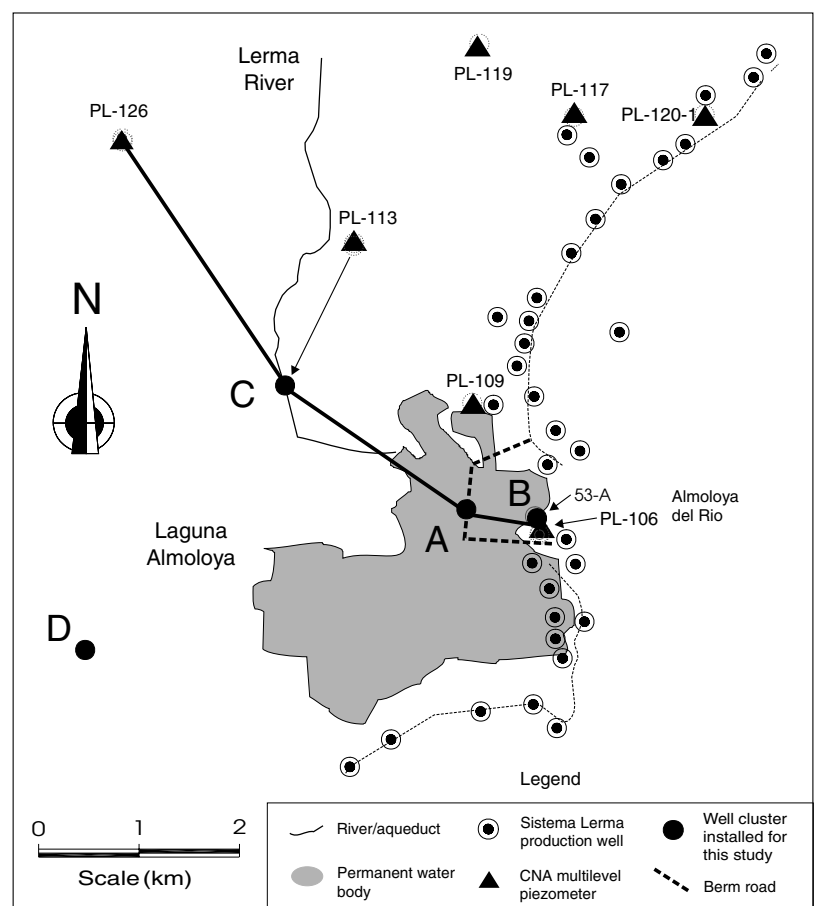 PL-119
Lerma
River
PL-117
PL-120-1
PL-126
PL-113
N
C
PL-109
B
53-A
Almoloya
del Rio
PL-106
A
Laguna
Almoloya
D
Legend
0 1 2
Scale (km)
River/aqueduct
Sistema Lerma
production well
Well cluster
installed for
this study
Permanent water
body
CNA multilevel
piezometer
Berm road